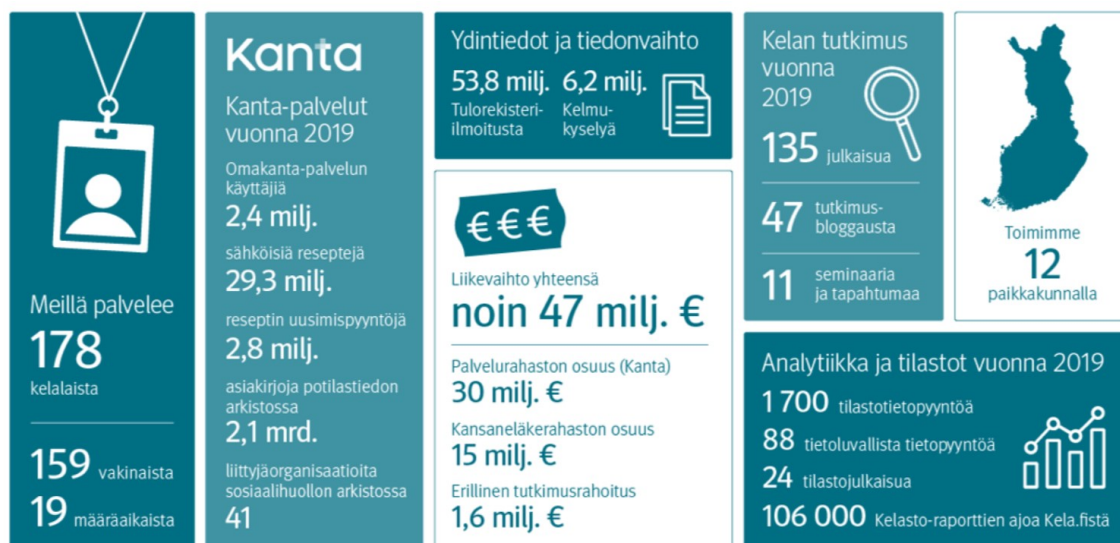 Meillä palvelee
178
kelalaista
159 vakinaista
19 määräaikaista
Kanta
Kanta-palvelut
vuonna 2019
Omakanta-palvelun
käyttäjiä
2,4 milj.
sähköisiä reseptejä
29,3 milj.
reseptin uusimispyyntöjä
2,8 milj.
asiakirjoja potilastiedon
arkistossa
2,1 mrd.
liittyjäorganisaatioita
sosiaalihuollon arkistossa
41
Ydintiedot ja tiedonvaihto
53,8 milj.
Tulorekisteri-
ilmoitusta
6,2 milj.
Kelmu-
kyselyä
€€€
Liikevaihto yhteensä
noin 47 milj. €
Palvelurahaston osuus (Kanta)
30 milj. €
Kansaneläkerahaston osuus
15 milj. €
Erillinen tutkimusrahoitus
1,6 milj. €
Kelan tutkimus
vuonna
2019
135 julkaisua
47 tutkimus-
bloggausta
11 seminaaria
ja tapahtumaa
Toimimme
12
paikkakunnalla
Analytiikka ja tilastot vuonna 2019
1 700 tilastotietopyyntöä
88 tietoluvallista tietopyyntöä
24 tilastojulkaisua
106 000 Kelasto-raporttien ajoa Kela.fistä